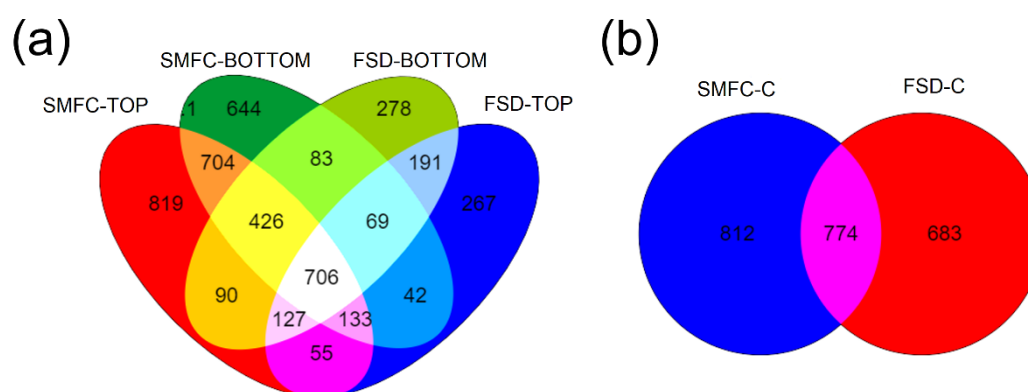 (a)
(b)
SMFC-BOTTOM FSD-BOTTOM
SMFC-TOP FSD-TOP
SMFC-C FSD-C
1 644 278
704 83 191
819 426 69 267
812 774 683
706
90 42
127 133
55